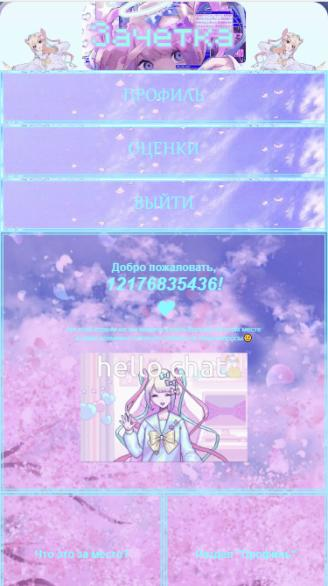 Зачетка
ПРОФИЛЬ
ОЦЕНКИ
ВЫЙТИ
Добро пожаловать,
12176835436!
hello chat
Что это за место?
Раздел "Профиль"